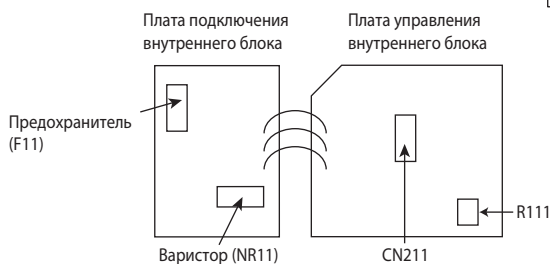 Плата подключения
внутреннего блока
Плата управления
внутреннего блока
Предохранитель
(F11)
R111
Варистор (NR11)
CN211